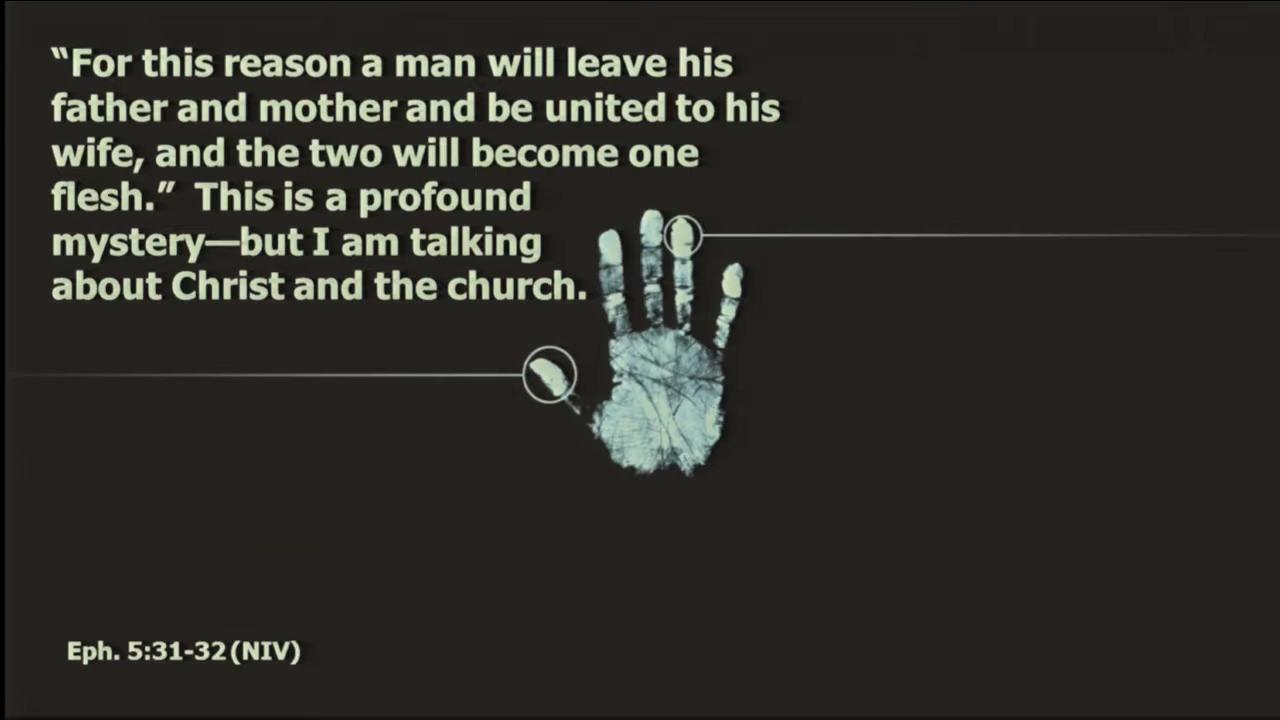 “For this reason a man will leave his
father and mother and be united to his
wife, and the two will become one
flesh.”  This is a profound
mystery—but I am talking
about Christ and the church.
Eph. 5:31-32 (NIV)